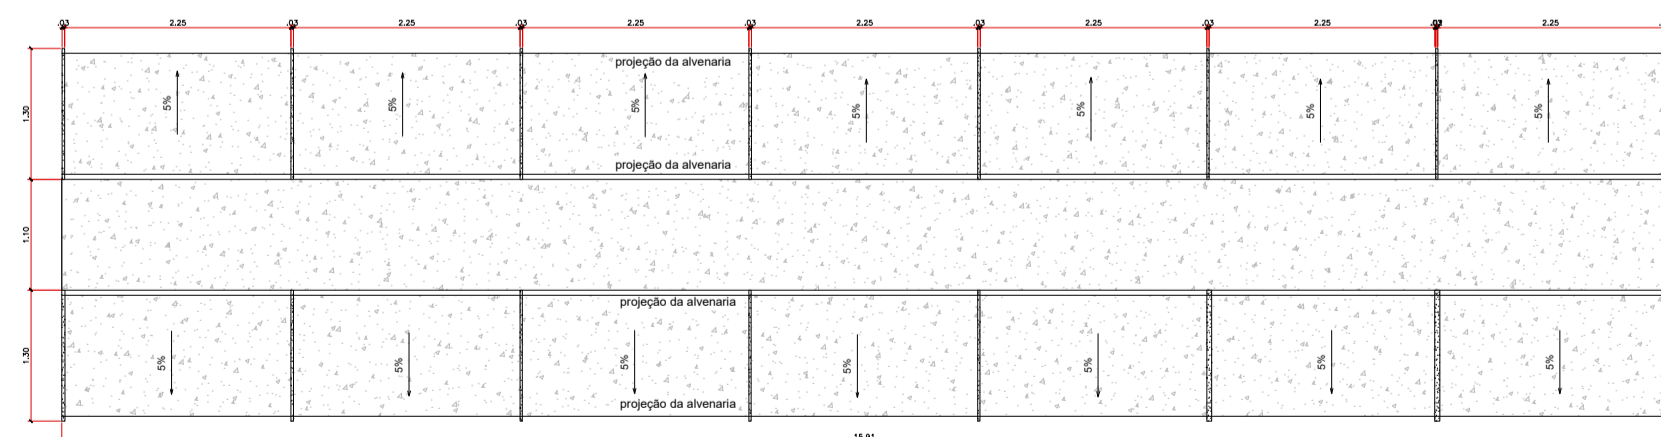 .03 2.25 .03 2.25 .03 2.25 .03 2.25 .03 2.25 .03 2.25 2.25
projeção da alvenaria
1.30
5% 5% 5% 5% 5% 5% 5%
projeção da alvenaria
1.10
projeção da alvenaria
1.30
5% 5% 5% 5% 5% 5% 5%
projeção da alvenaria
15.91